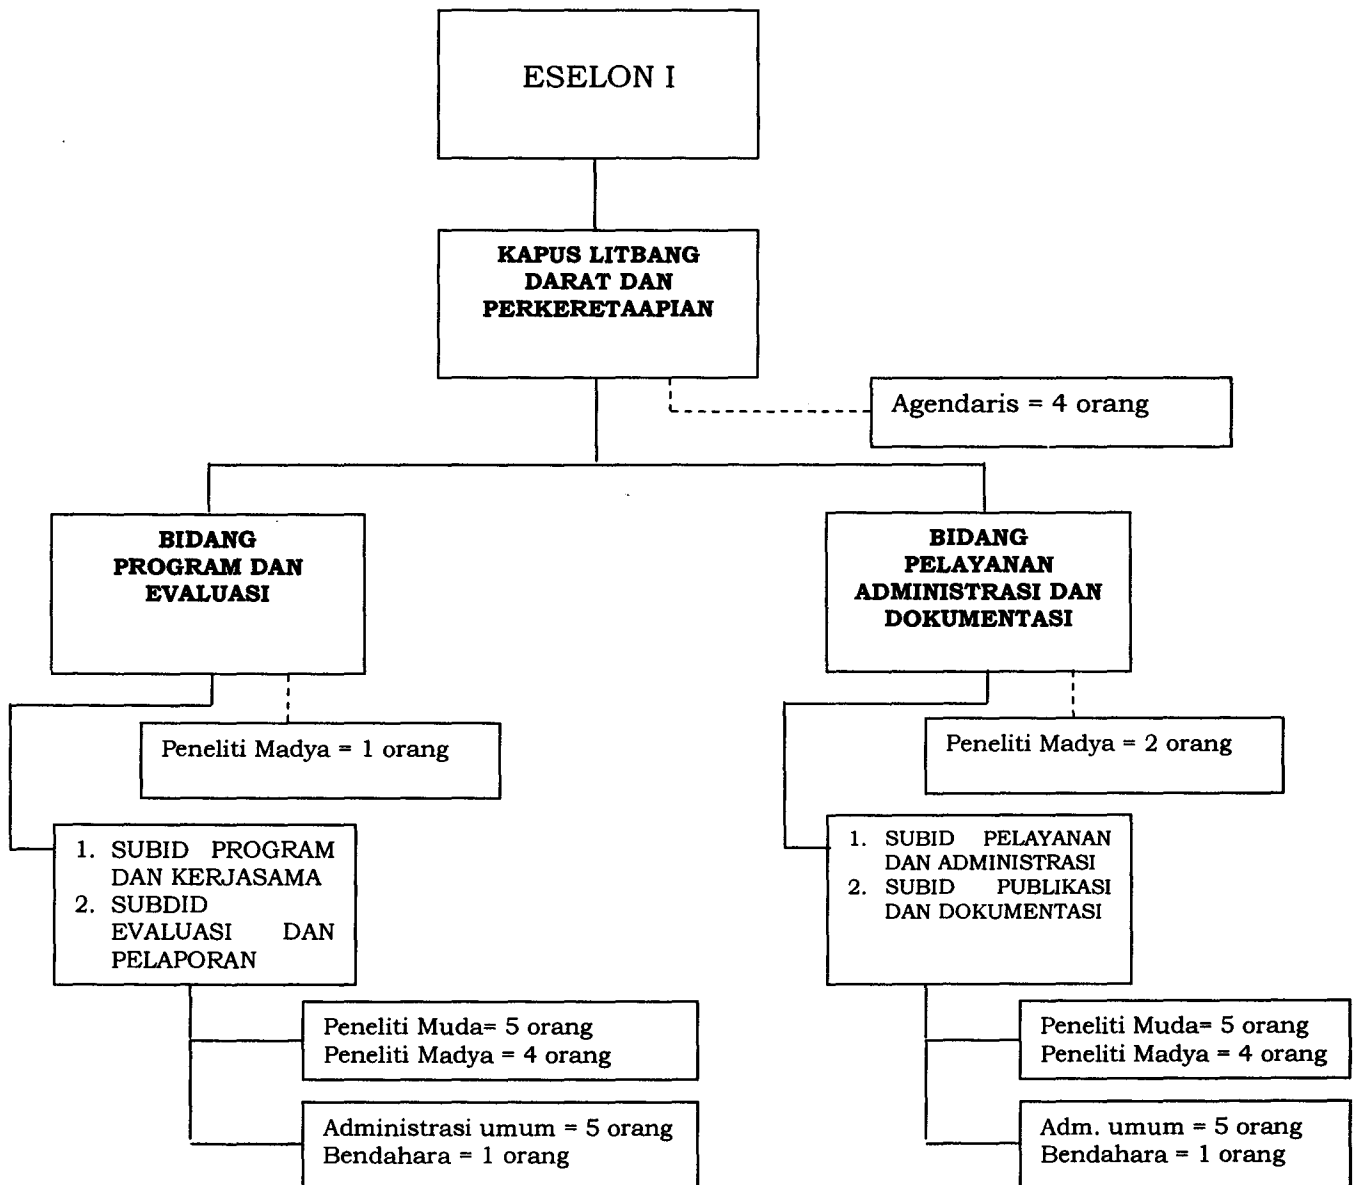 ESELON I
KAPUS LITBANG
DARAT DAN
PERKERETAAPIAN
Agendaris = 4 orang
BIDANG
PROGRAM DAN
EVALUASI
BIDANG
PELAYANAN
ADMINISTRASI DAN
DOKUMENTASI
Peneliti Madya = 1 orang
Peneliti Madya = 2 orang
1. SUBID PROGRAM
DAN KERJASAMA
2. SUBDID
EVALUASI DAN
PELAPORAN
1. SUBID PELAYANAN
DAN ADMINISTRASI
2. SUBID PUBLIKASI
DAN DOKUMENTASI
Peneliti Muda= 5 orang
Peneliti Madya = 4 orang
Peneliti Muda= 5 orang
Peneliti Madya = 4 orang
Administrasi umum = 5 orang
Bendahara = 1 orang
Adm. umum = 5 orang
Bendahara = 1 orang